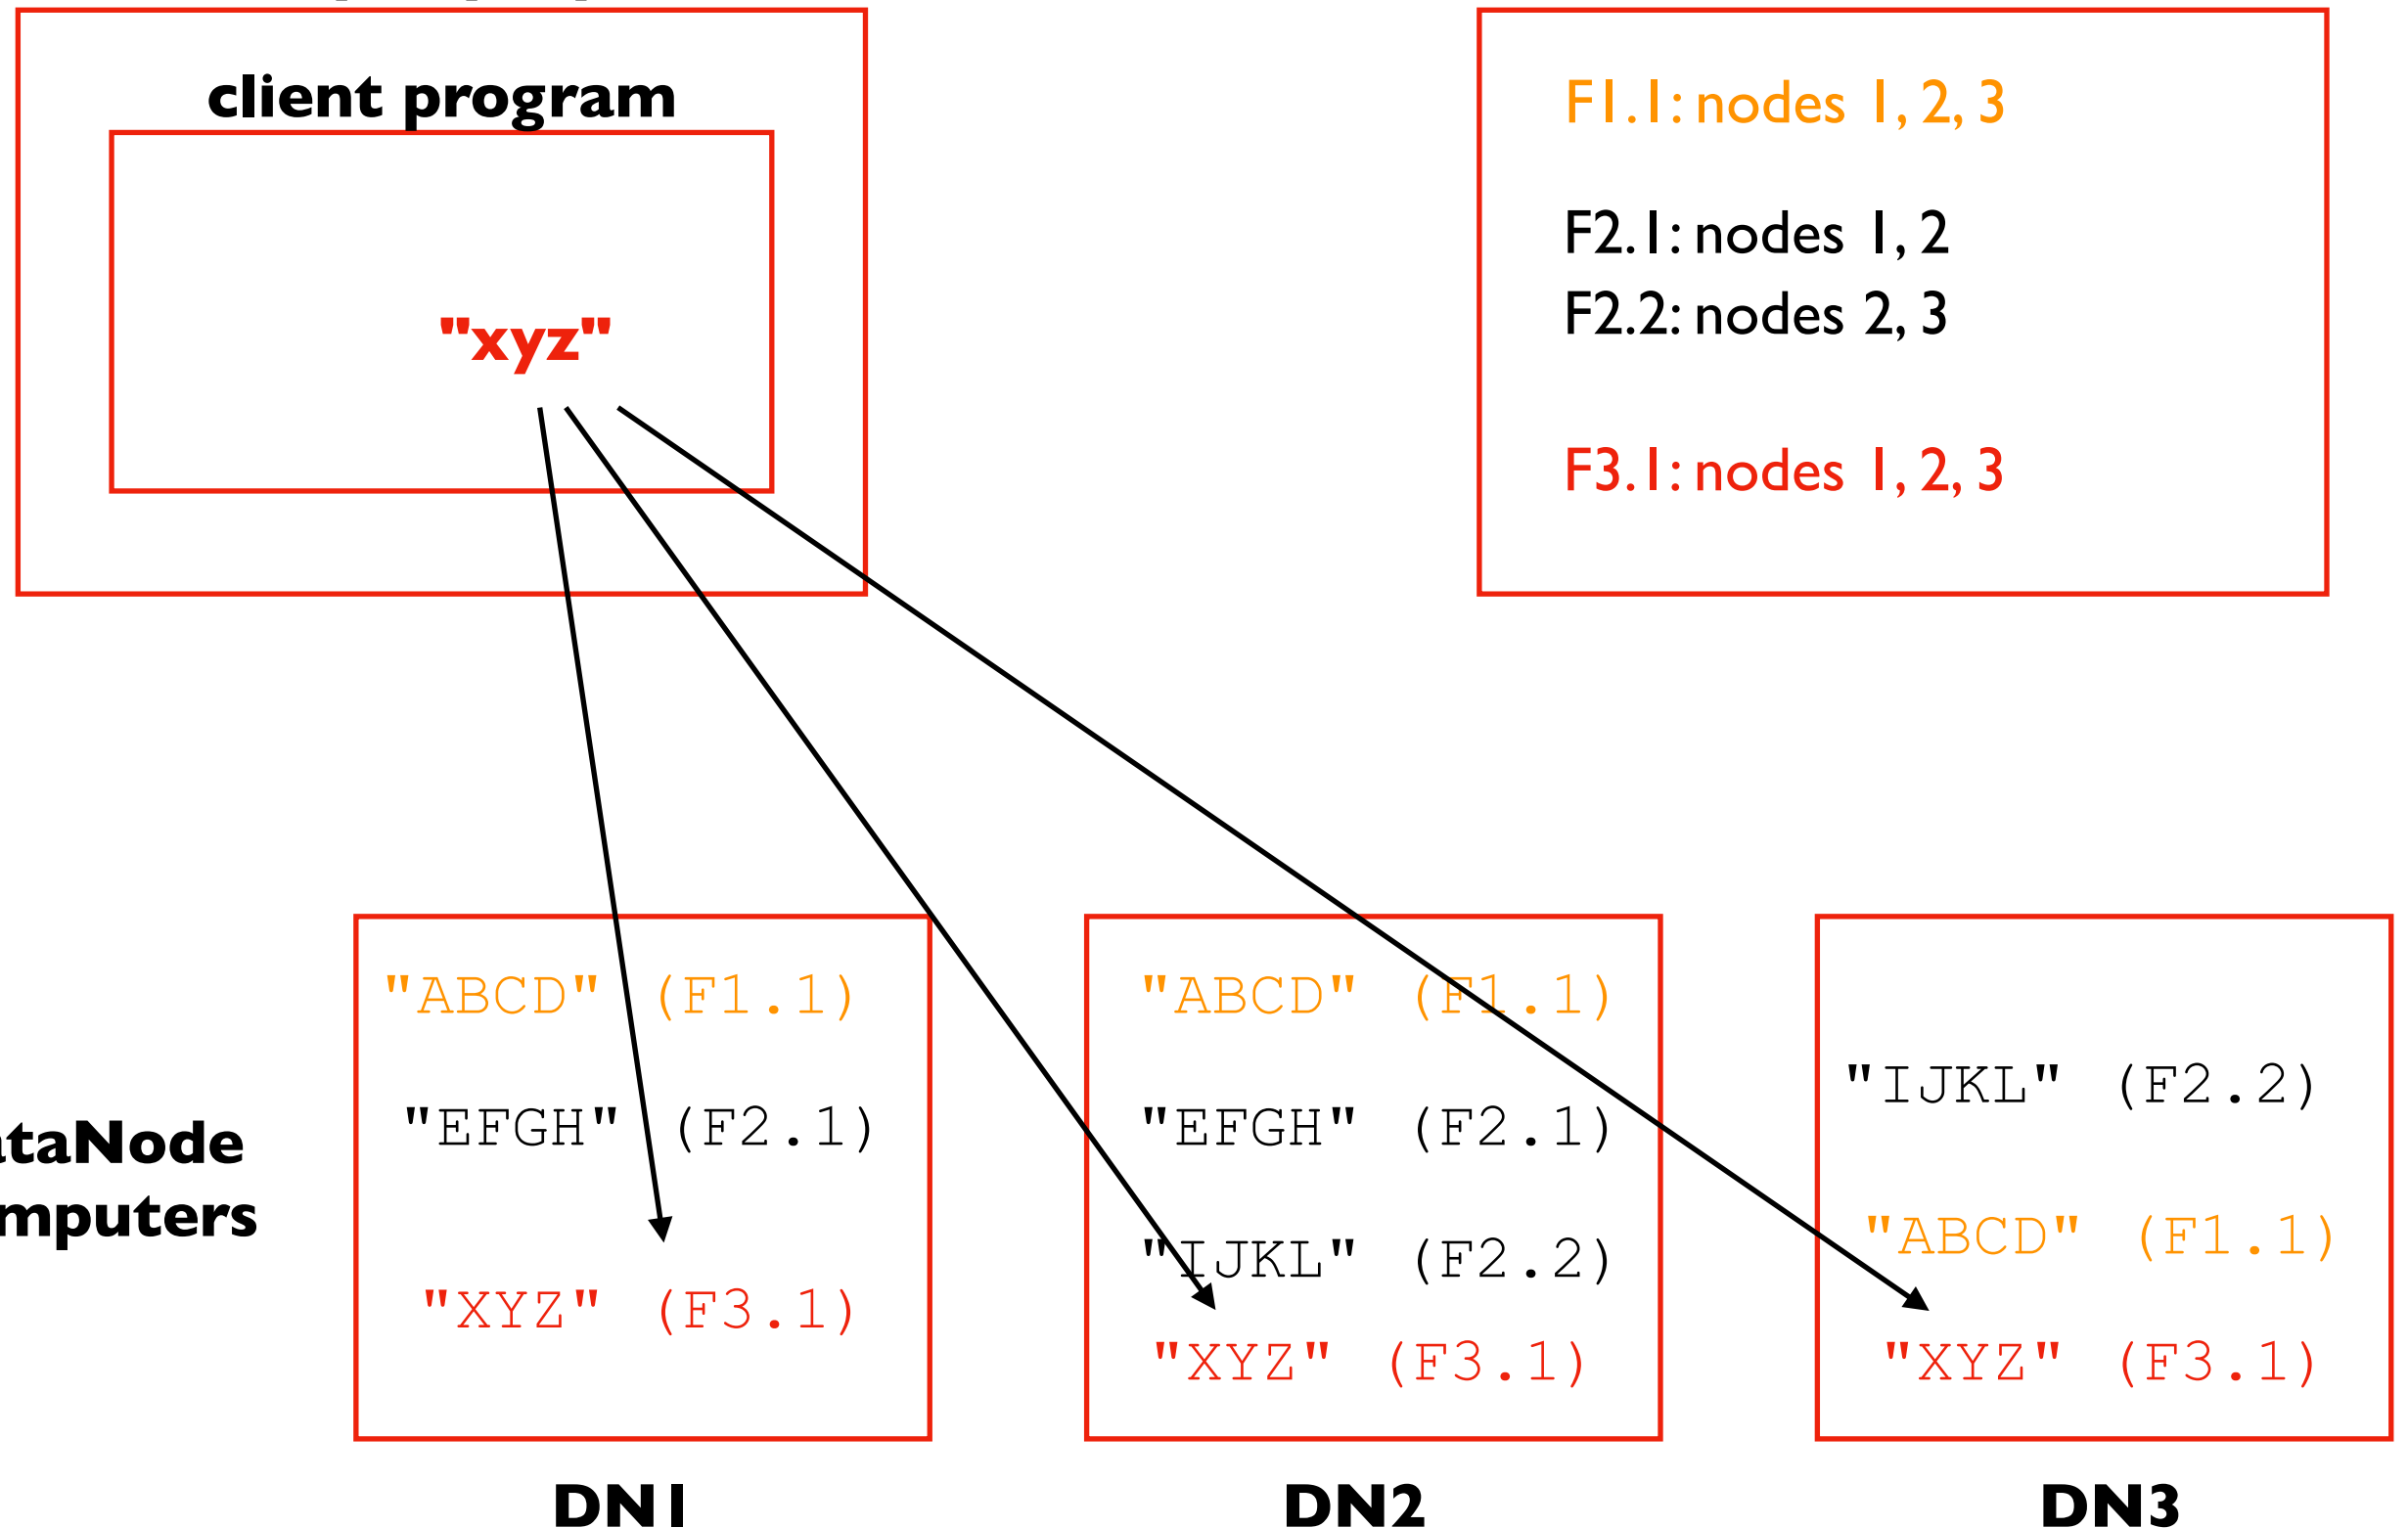 client program
"xyz"
F1.1: nodes 1, 2, 3
F2.1: nodes 1, 2
F2.2: nodes 2, 3
F3.1: nodes 1, 2, 3
taNode
mputers
"ABCD" (F1.1)
"EFGH" (F2.1)
"XYZ" (F3.1)
DN1
"ABCD" (F1.1)
"EFGH" (F2.1)
"IJKL" (F2.2)
"XYZ" (F3.1)
DN2
"IJKL" (F2.2)
"ABCD" (F1.1)
"XYZ" (F3.1)
DN3